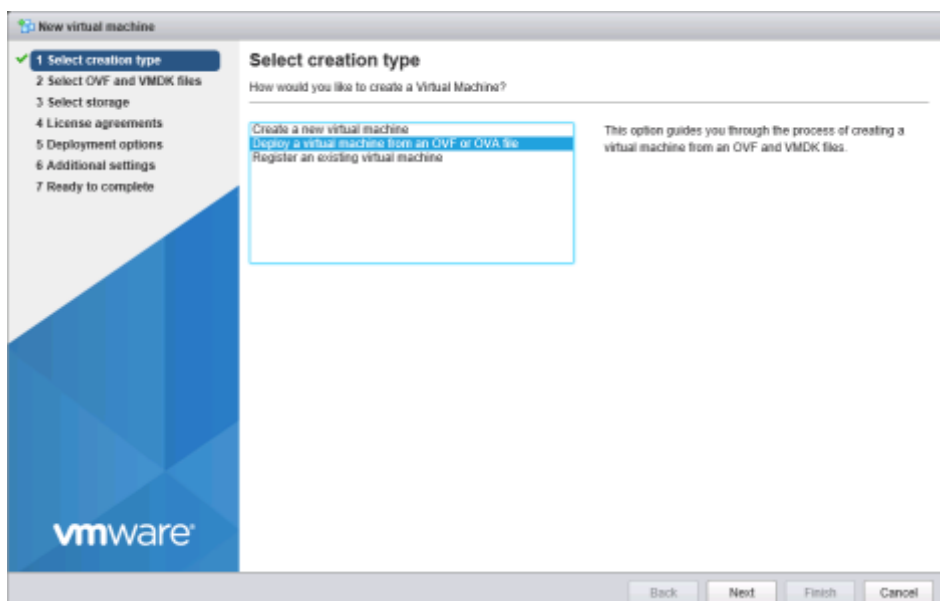 New virtual machine
1 Select creation type
2 Select OVF and VMDK files
3 Select storage
4 License agreements
5 Deployment options
6 Additional settings
7 Ready to complete
Select creation type
How would you like to create a Virtual Machine?
Create a new virtual machine
Deploy a virtual machine from an OVF or OVA file
Register an existing virtual machine
This option guides you through the process of creating a
virtual machine from an OVF and VMDK files.
vmware
Back
Next
Finish
Cancel